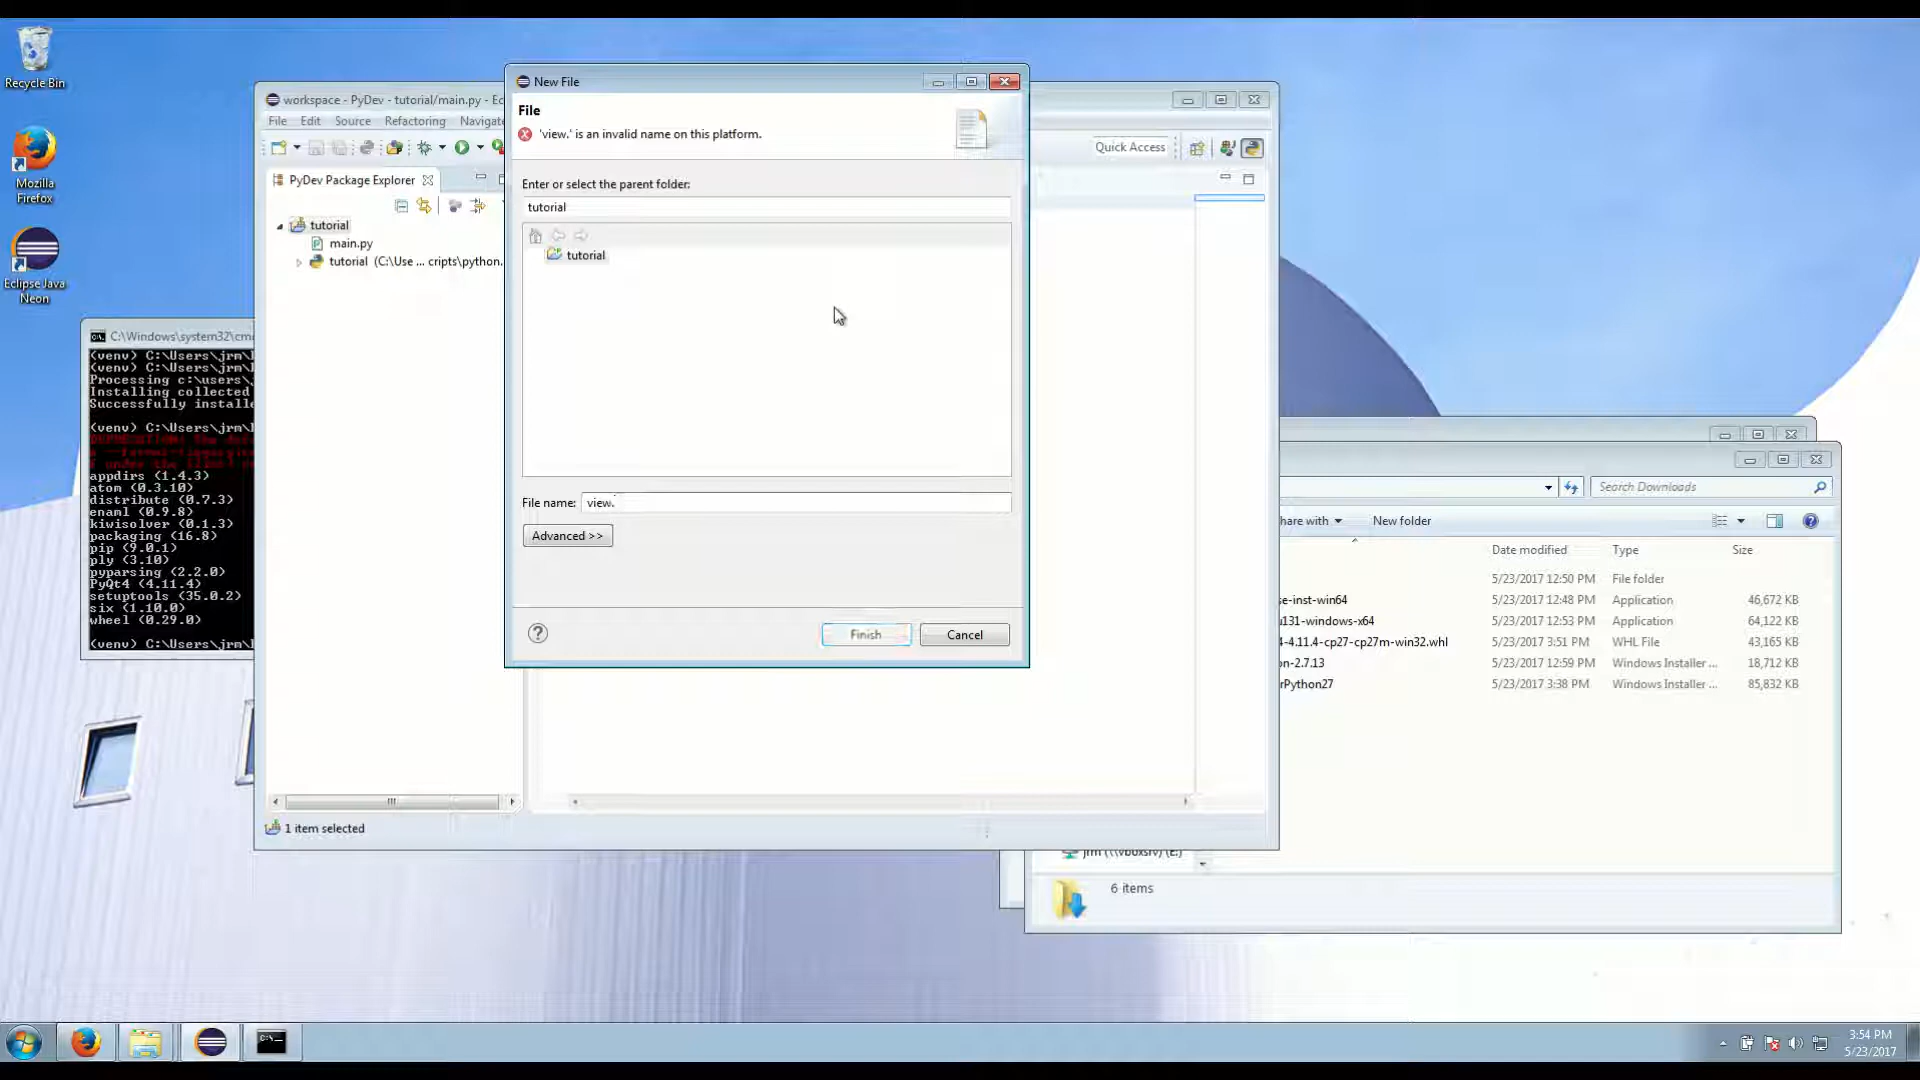 Recycle Bin
Mozilla
Firefox
Eclipse Java
Neon
C:\Windows\system32\cm
(venv) C:\Users\jrm\
(venv) C:\Users\jrm\
Processing c:\users\
Installing collected
Successfully installe
(venv) C:\Users\jrm\
appdirs (1.4.3)
atom (0.3.10)
distribute (0.7.3)
enaml (0.9.8)
kiwisolver (0.1.3)
packaging (16.8)
pip (9.0.1)
ply (3.10)
pyparsing (2.2.0)
PyQt4 (4.11.4)
setuptools (35.0.2)
six (1.10.0)
wheel (0.29.0)
(venv) C:\Users\jrm\
workspace - PyDev - tutorial/main.py - Ec
File Edit Source Refactoring Navigate
Quick Access
PyDev Package Explorer
tutorial
main.py
tutorial (C:\Use ... cripts\python.
1 item selected
New File
File
'view.' is an invalid name on this platform.
Enter or select the parent folder:
tutorial
tutorial
File name: view.
Advanced >>
Finish Cancel
Search Downloads
hare with New folder
Date modified Type Size
5/23/2017 12:50 PM File folder
se-inst-win64 5/23/2017 12:48 PM Application 46,672 KB
u131-windows-x64 5/23/2017 12:53 PM Application 64,122 KB
4-4.11.4-cp27-cp27m-win32.whl 5/23/2017 3:51 PM WHL File 43,165 KB
n-2.7.13 5/23/2017 12:59 PM Windows Installer ... 18,712 KB
rPython27 5/23/2017 3:38 PM Windows Installer ... 85,832 KB
jrm (\\vboxsrv) (E:)
6 items
3:54 PM
5/23/2017